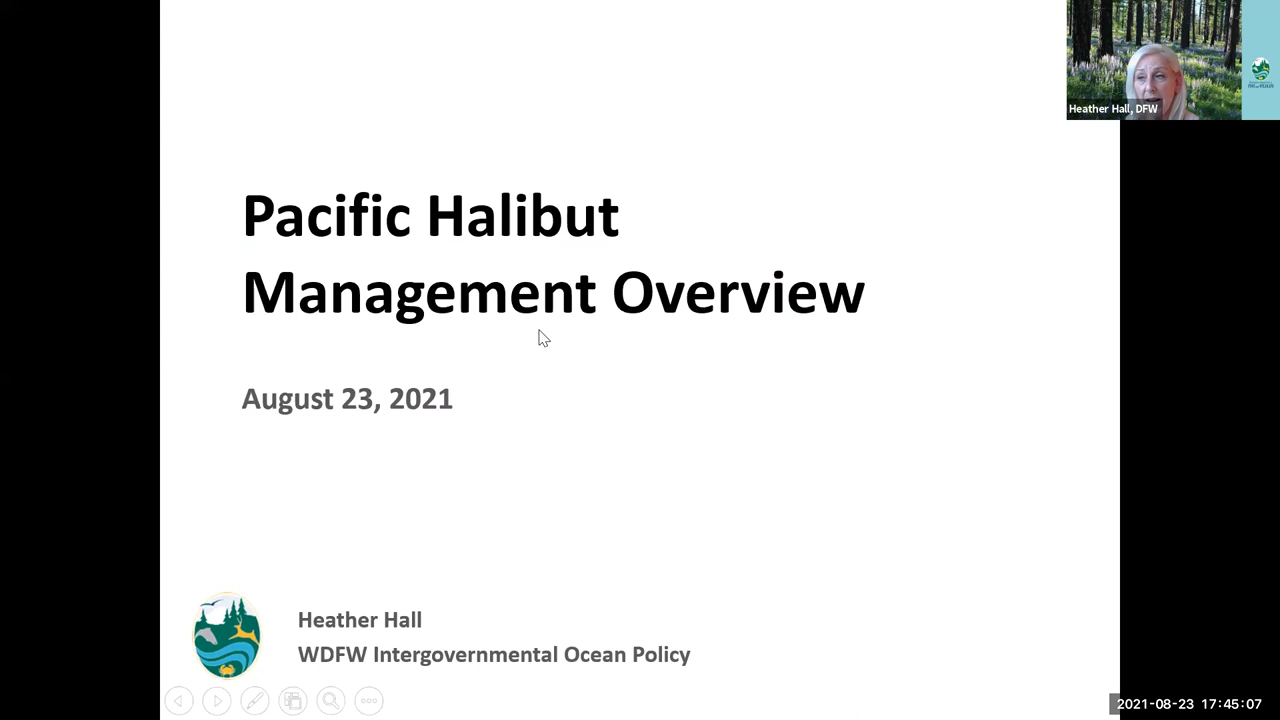 Heather Hall, DFW
Pacific Halibut
Management Overview
August 23, 2021
Heather Hall
WDFW Intergovernmental Ocean Policy
2021-08-23 17:45:07